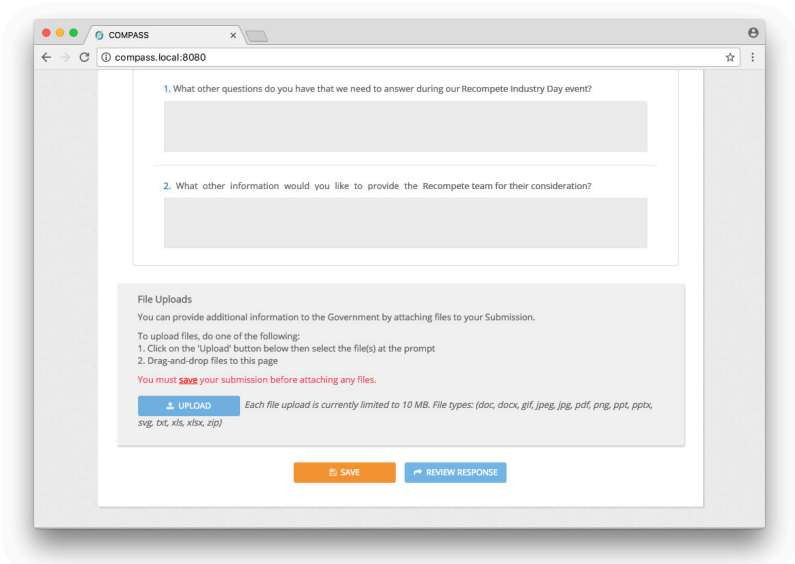 COMPASS
compass.local:8080
1. What other questions do you have that we need to answer during our Recompete Industry Day event?
2. What other information would you like to provide the Recompete team for their consideration?
File Uploads
You can provide additional information to the Government by attaching files to your Submission.
To upload files, do one of the following:
1. Click on the 'Upload' button below then select the file(s) at the prompt
2. Drag-and-drop files to this page
You must save your submission before attaching any files.
UPLOAD Each file upload is currently limited to 10 MB. File types: (doc, docx, gif, jpeg, jpg, pdf, png, ppt, pptx,
svg, txt, xls, xlsx, zip)
SAVE REVIEW RESPONSE